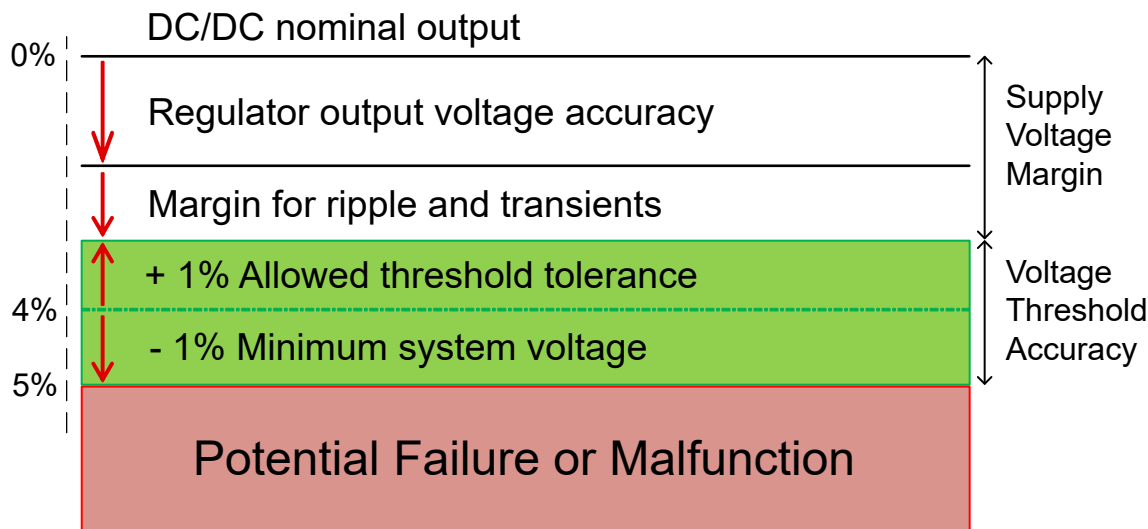 DC/DC nominal output
0%
Regulator output voltage accuracy
Supply
Voltage
Margin
Margin for ripple and transients
+ 1% Allowed threshold tolerance
4%
- 1% Minimum system voltage
Voltage
Threshold
Accuracy
5%
Potential Failure or Malfunction